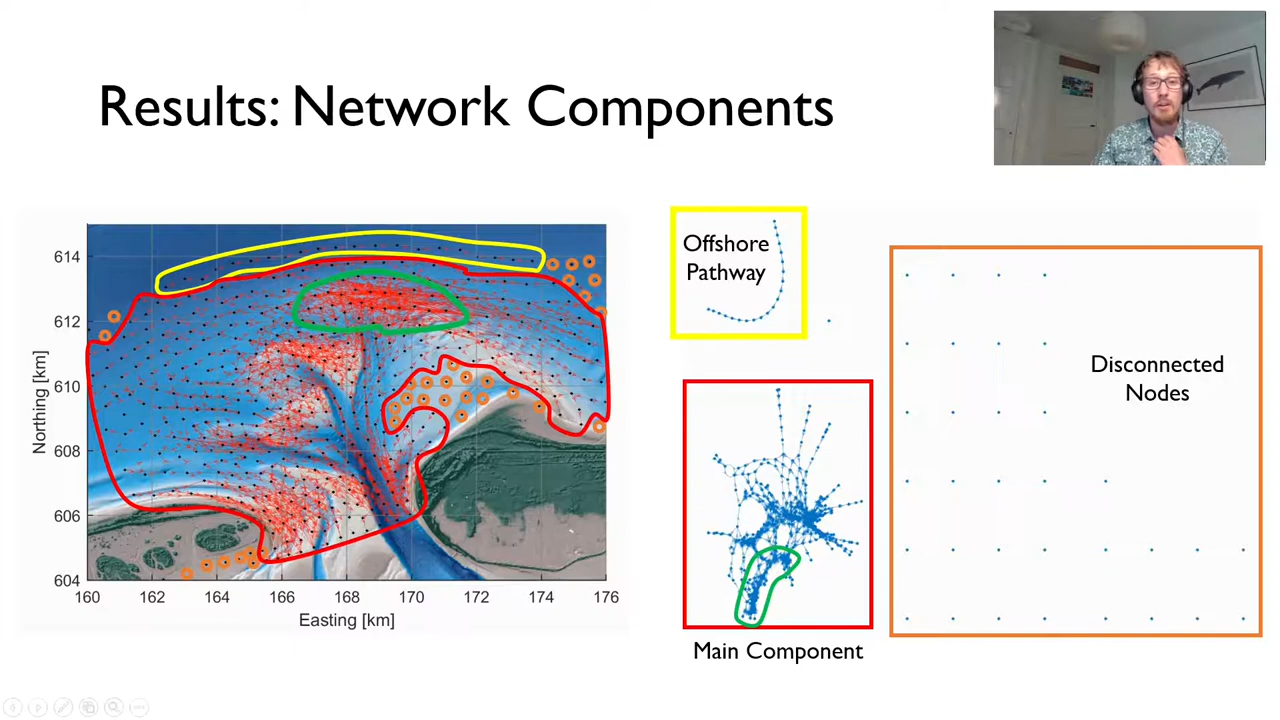 Results: Network Components
614
612
610
608
606
604
Northing [km]
160
162
164
166
168
170
172
174
176
Easting [km]
Offshore
Pathway
Main Component
Disconnected
Nodes